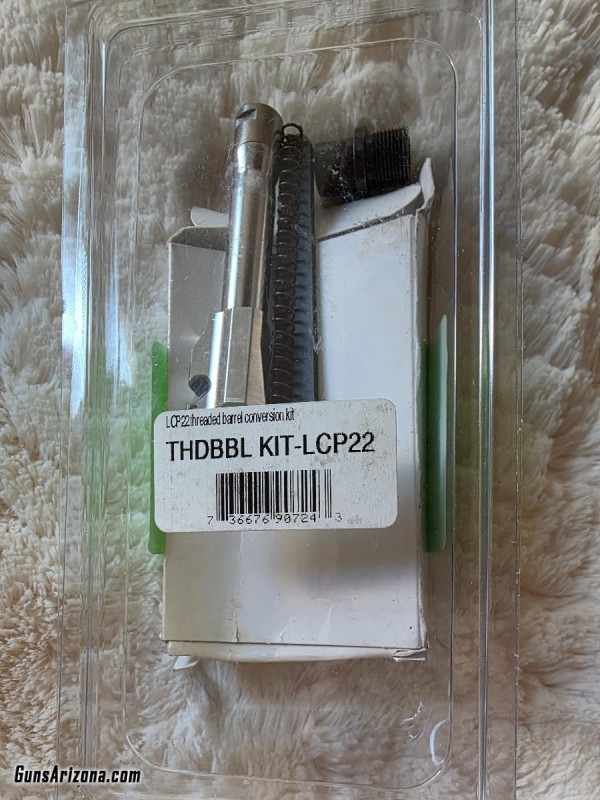 LCP22 threaded barrel conversion kit
THDBBL KIT-LCP22
7 36676 90724 3
GunsArizona.com